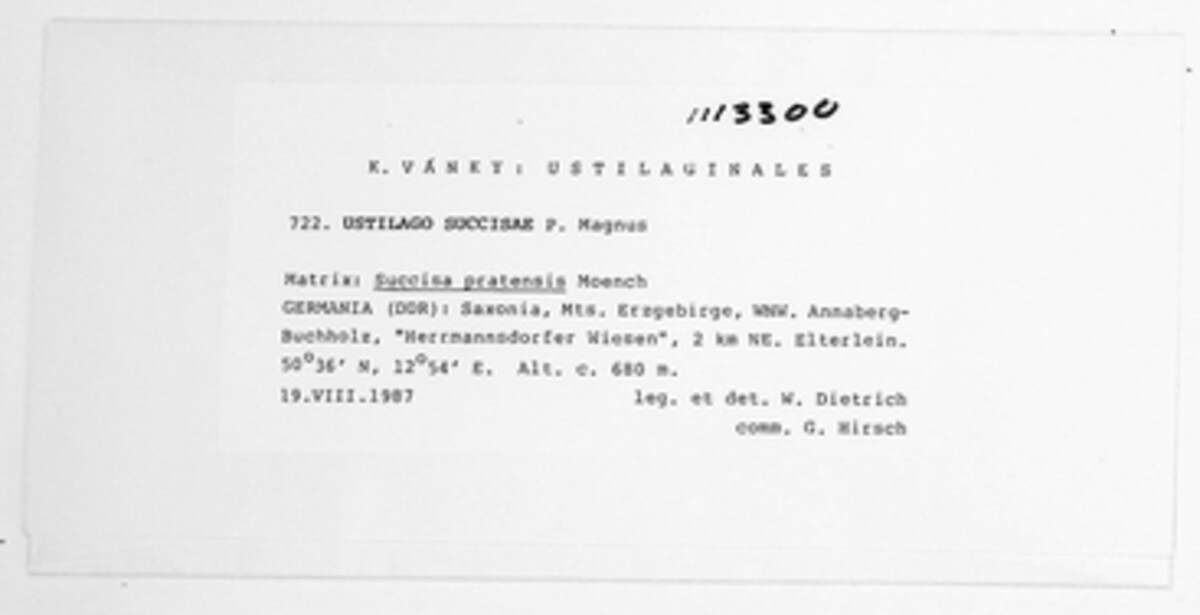 1113300
K. VÁNKY: USTILAGINALES
722. USTILAGO SUCCISAE P. Magnus
Matrix: Succisa pratensis Moench
GERMANIA (DDR): Saxonia, Mts. Erzgebirge, WNW. Annaberg-
Buchholz, "Herrmannsdorfer Wiesen", 2 km NE. Elterlein.
50°36' N, 12°54' E. Alt. c. 680 m.
19.VIII.1987 leg. et det. W. Dietrich
comm. G. Hirsch